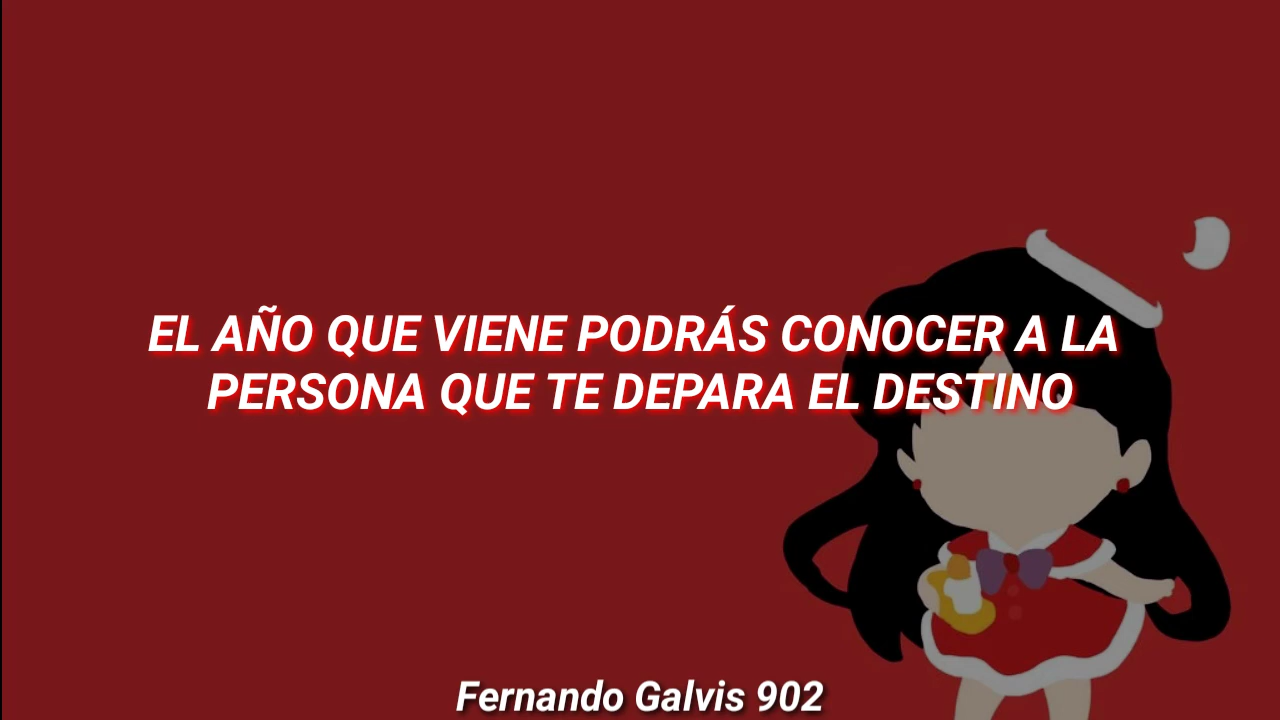 EL AÑO QUE VIENE PODRÁS CONOCER A LA
PERSONA QUE TE DEPARA EL DESTINO
Fernando Galvis 902